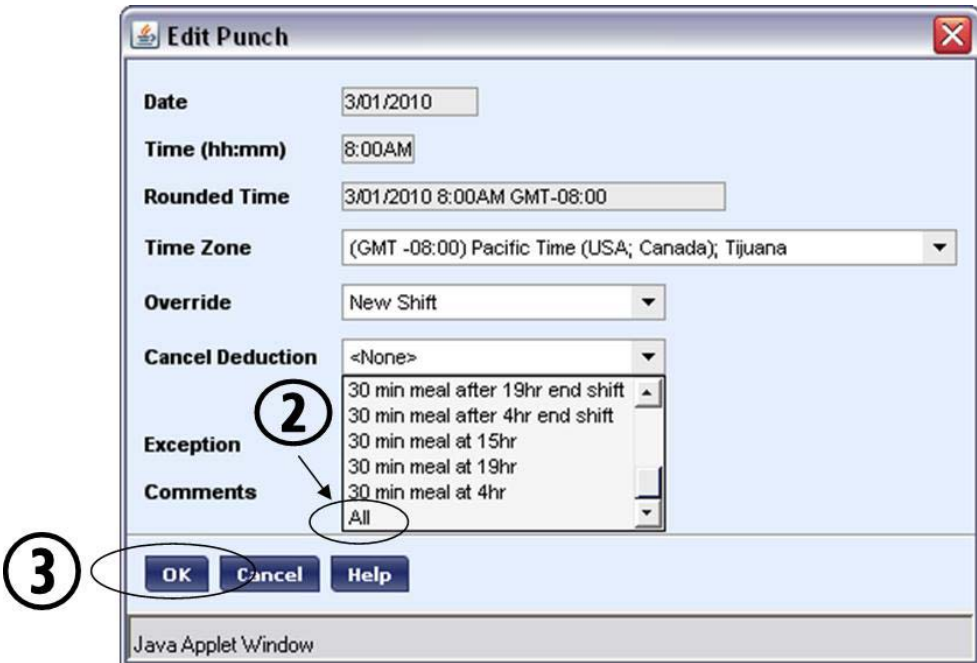 Edit Punch
Date 3/01/2010
Time (hh:mm) 8:00AM
Rounded Time 3/01/2010 8:00AM GMT-08:00
Time Zone (GMT -08:00) Pacific Time (USA; Canada); Tijuana
Override New Shift
Cancel Deduction <None>
30 min meal after 19hr end shift
2 30 min meal after 4hr end shift
Exception 30 min meal at 15hr
30 min meal at 19hr
Comments 30 min meal at 4hr
All
3 OK Cancel Help
Java Applet Window